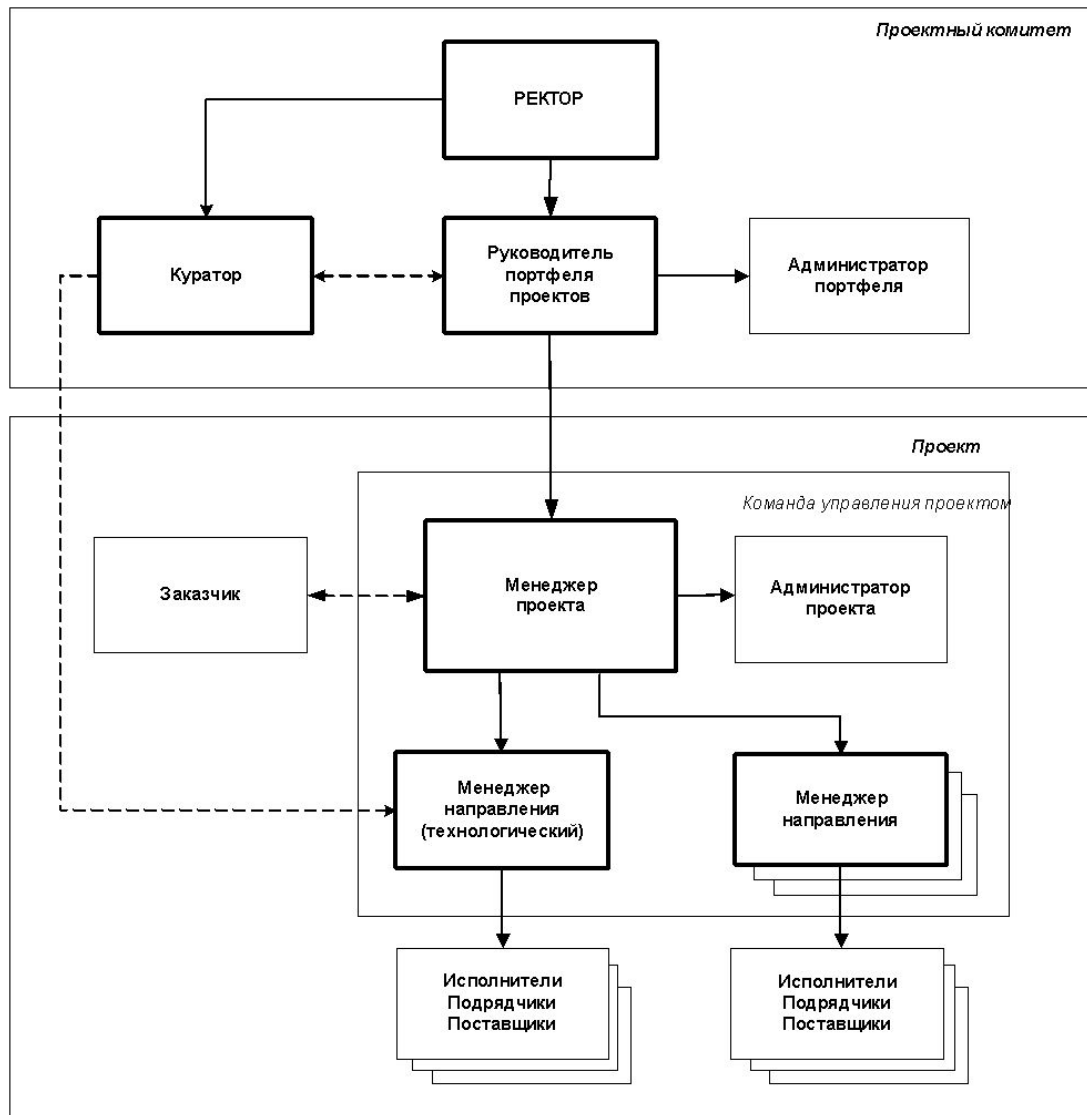 Проектный комитет
РЕКТОР
Куратор
Руководитель
портфеля
проектов
Администратор
портфеля
Проект
Команда управления проектом
Заказчик
Менеджер
проекта
Администратор
проекта
Менеджер
направления
(технологический)
Менеджер
направления
Исполнители
Подрядчики
Поставщики
Исполнители
Подрядчики
Поставщики